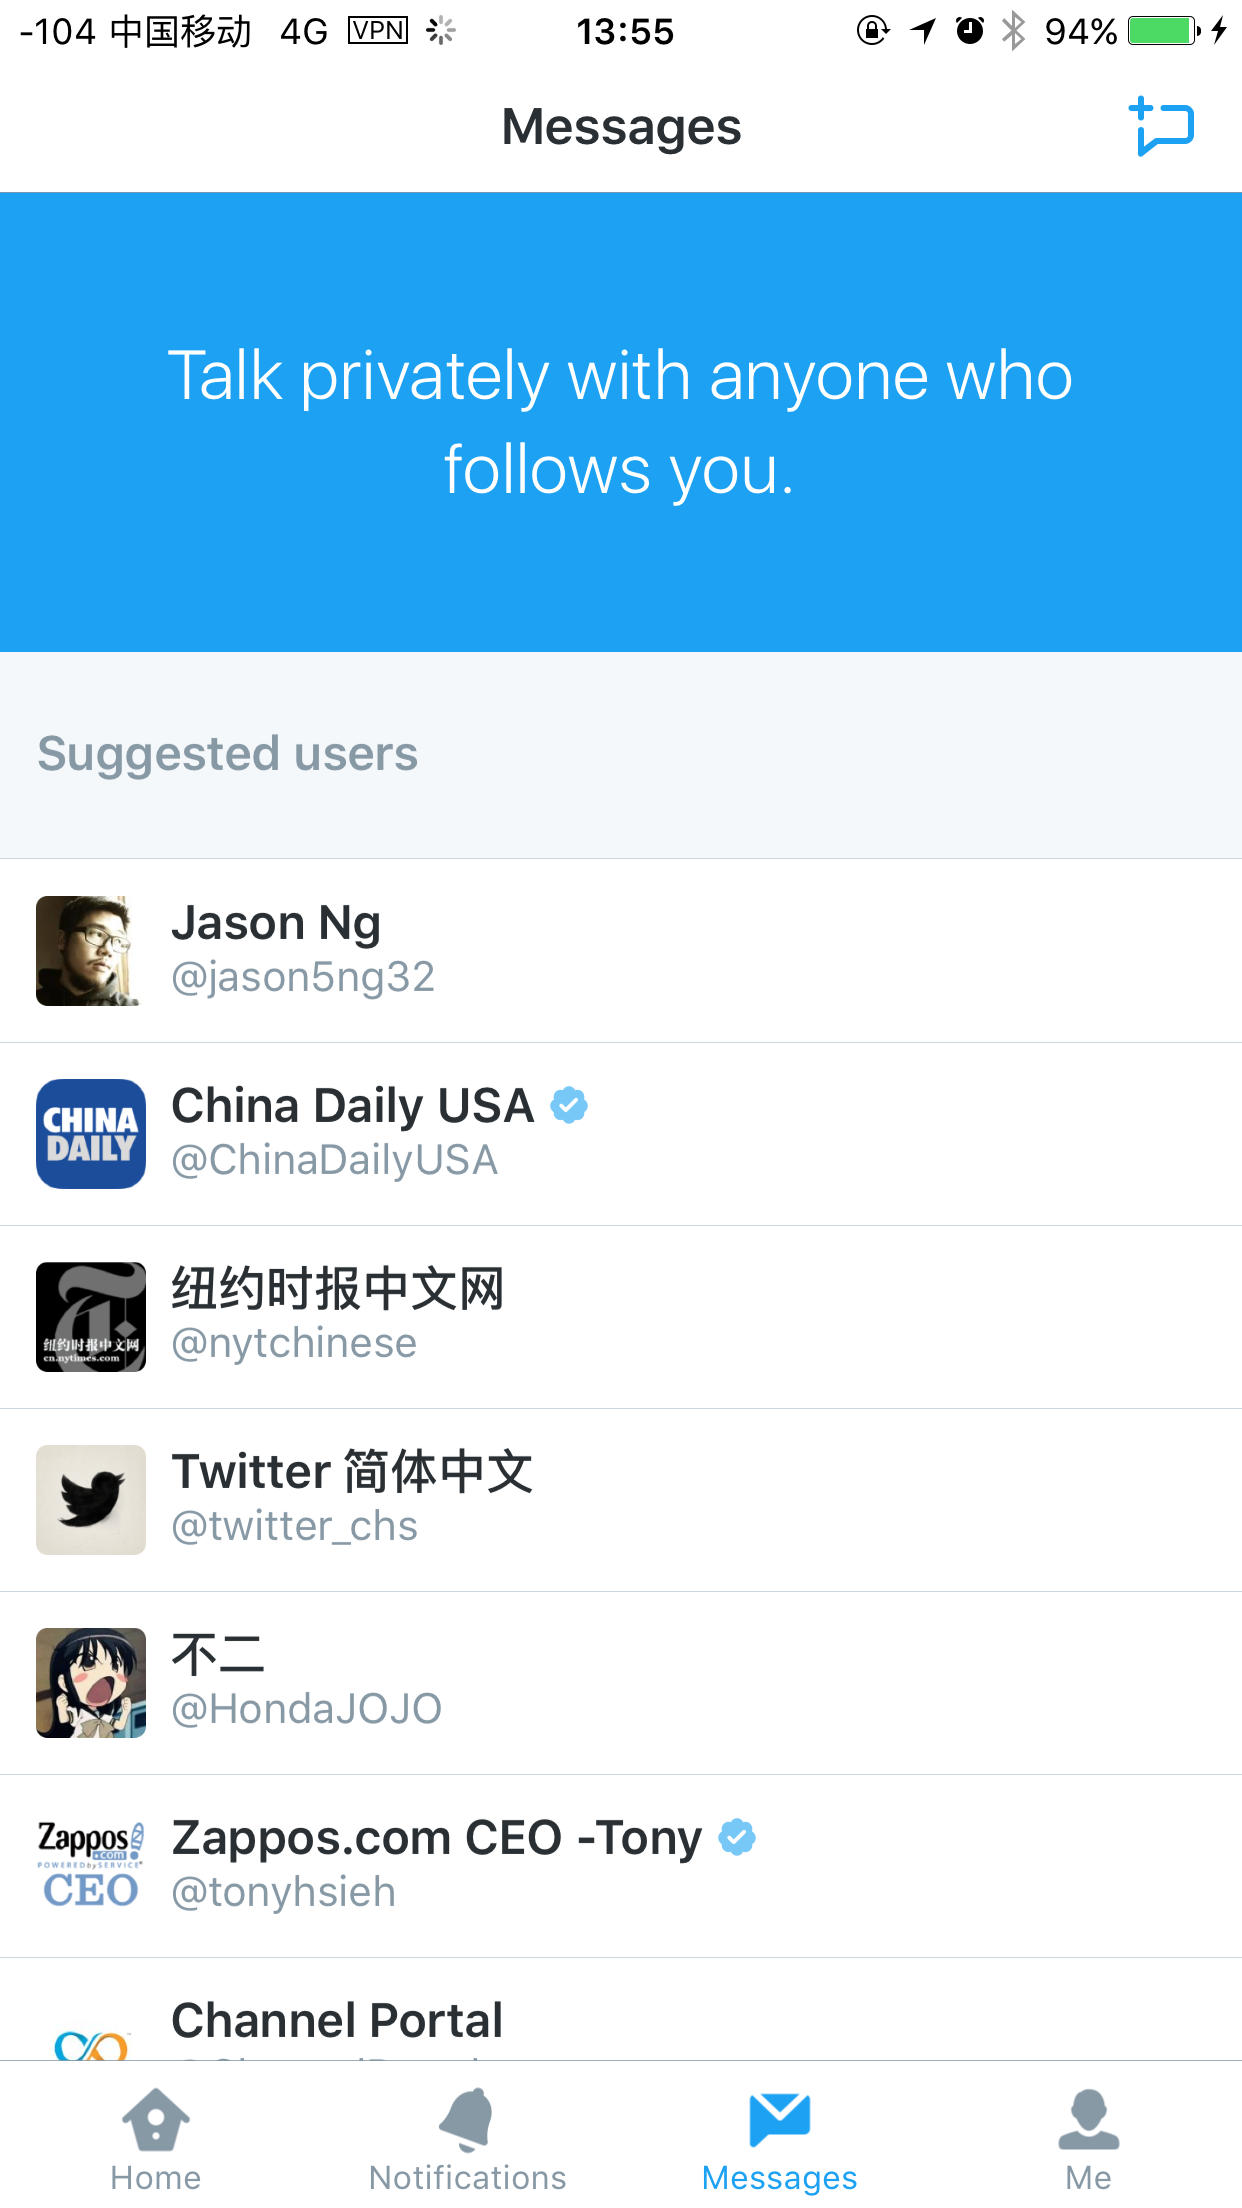 -104 中国移动 4G VPN 13:55 94%
Messages
Talk privately with anyone who
follows you.
Suggested users
Jason Ng
@jason5ng32
CHINA
DAILY
China Daily USA
@ChinaDailyUSA
纽约时报中文网
cn.nytimes.com
纽约时报中文网
@nytchinese
Twitter 简体中文
@twitter_chs
不二
@HondaJOJO
Zappos
.com
POWERED by SERVICE
CEO
Zappos.com CEO -Tony
@tonyhsieh
Channel Portal
Home Notifications Messages Me